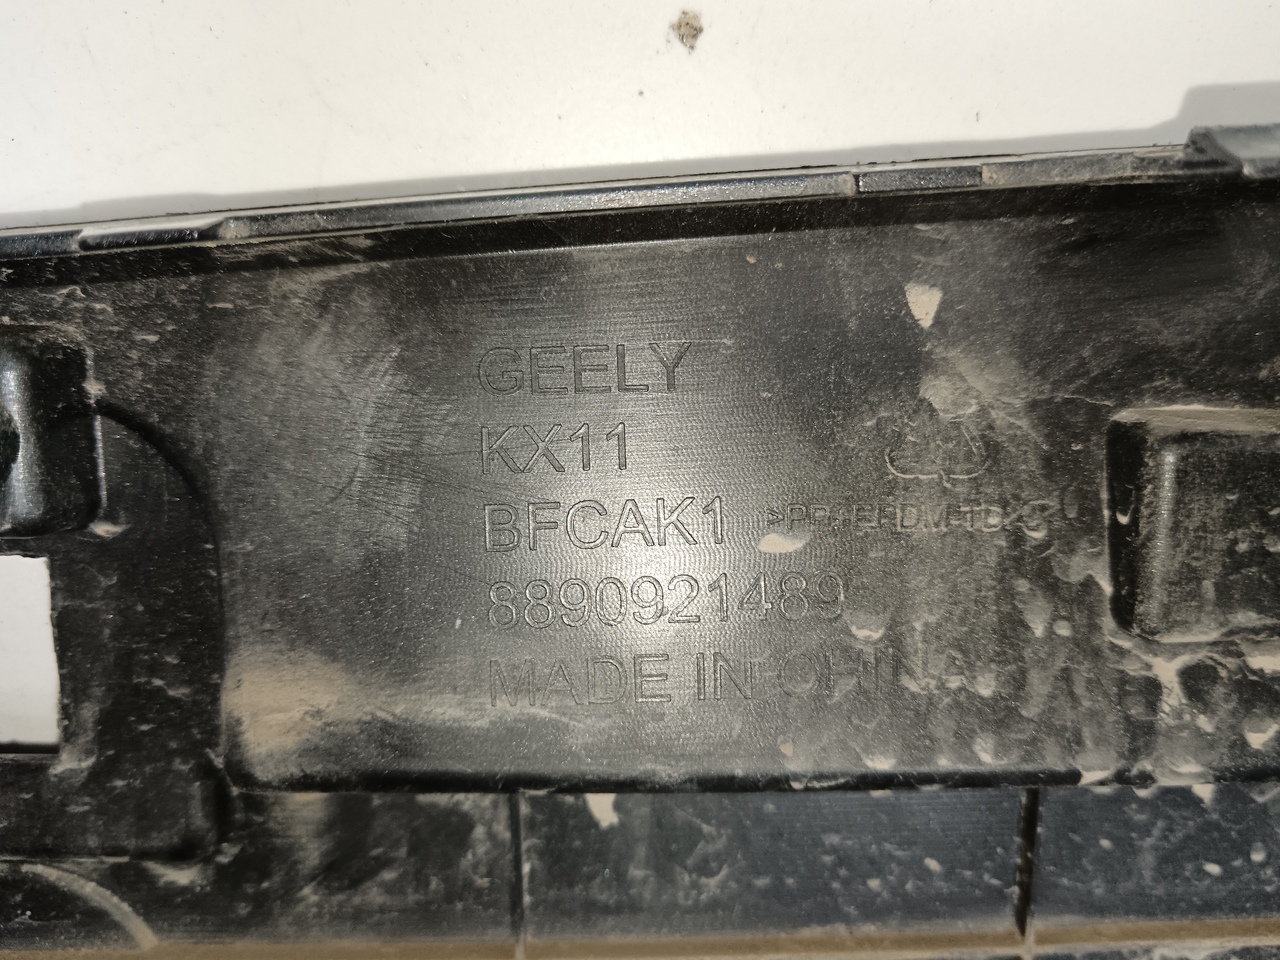 GEELY
KX11
BFCAK1
8890921489
MADE IN CHINA